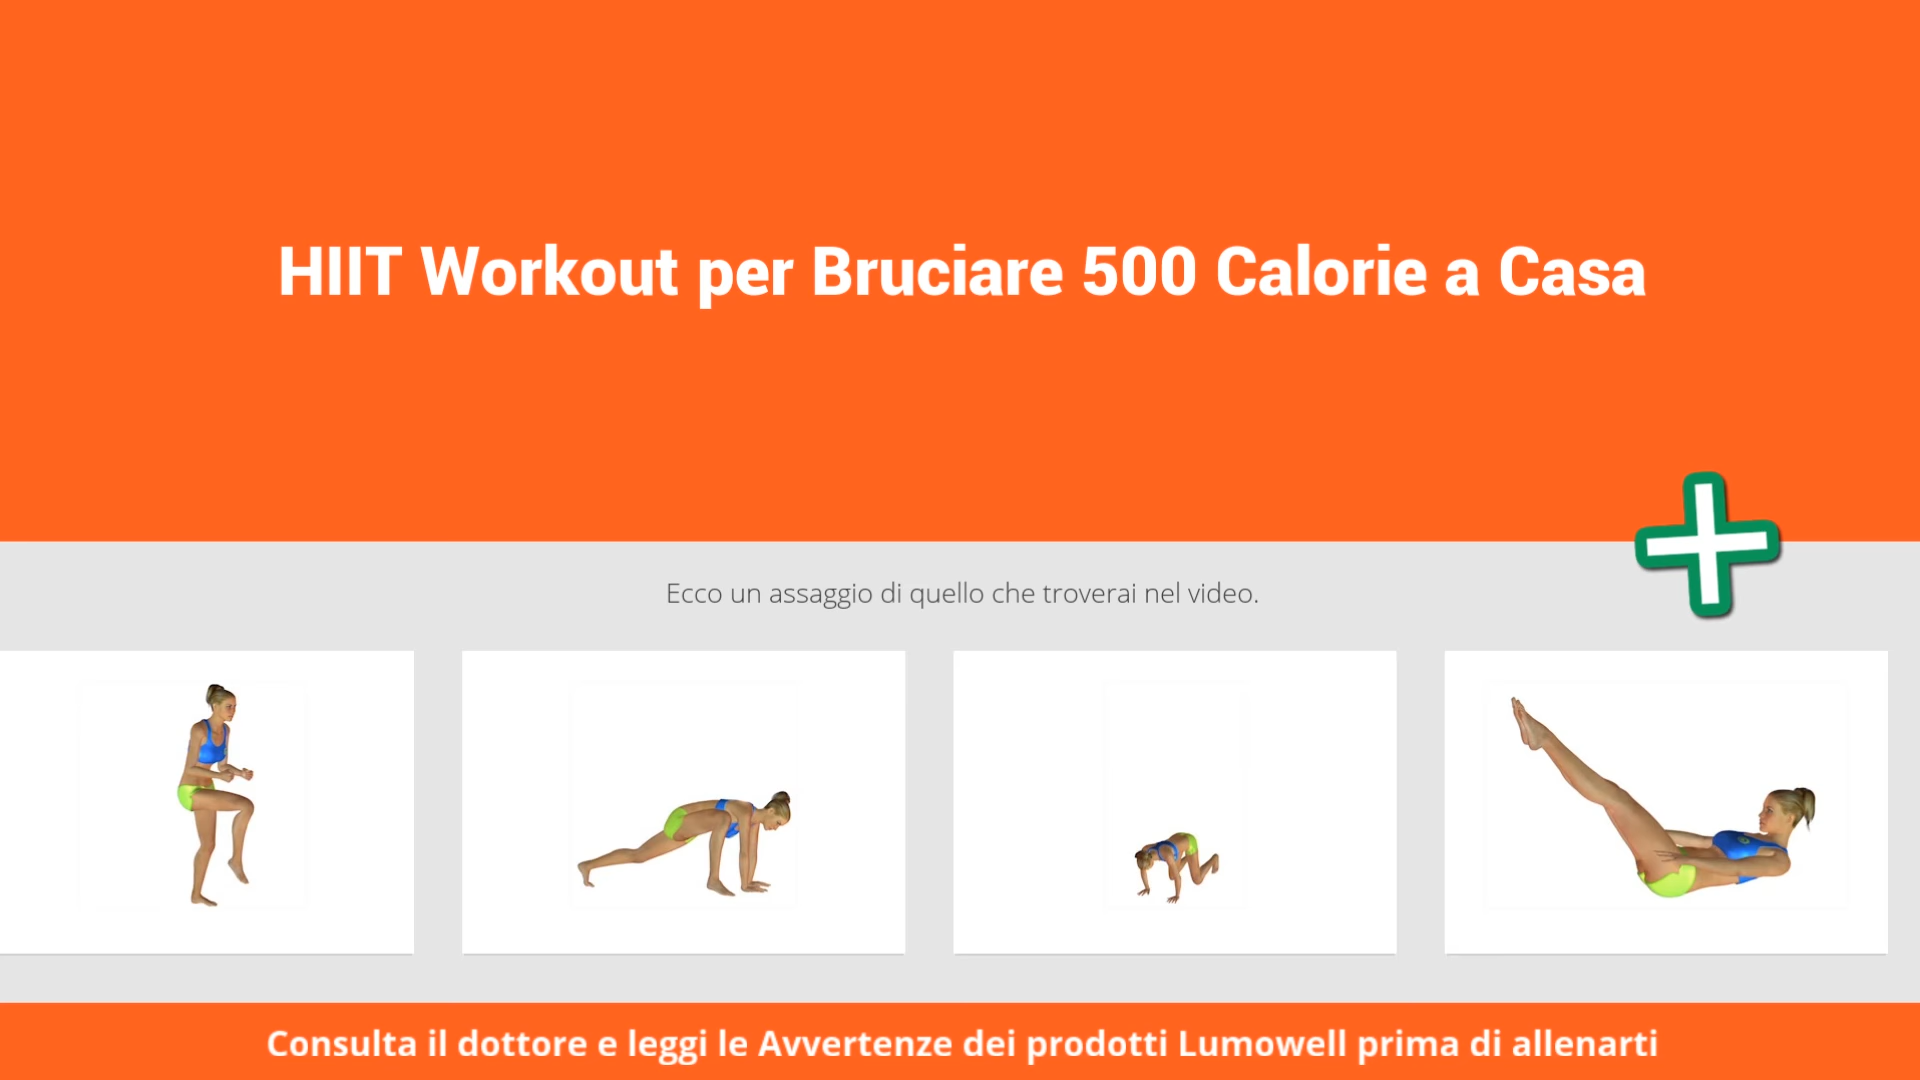 HIIT Workout per Bruciare 500 Calorie a Casa
Ecco un assaggio di quello che troverai nel video.
Consulta il dottore e leggi le Avvertenze dei prodotti Lumowell prima di allenarti